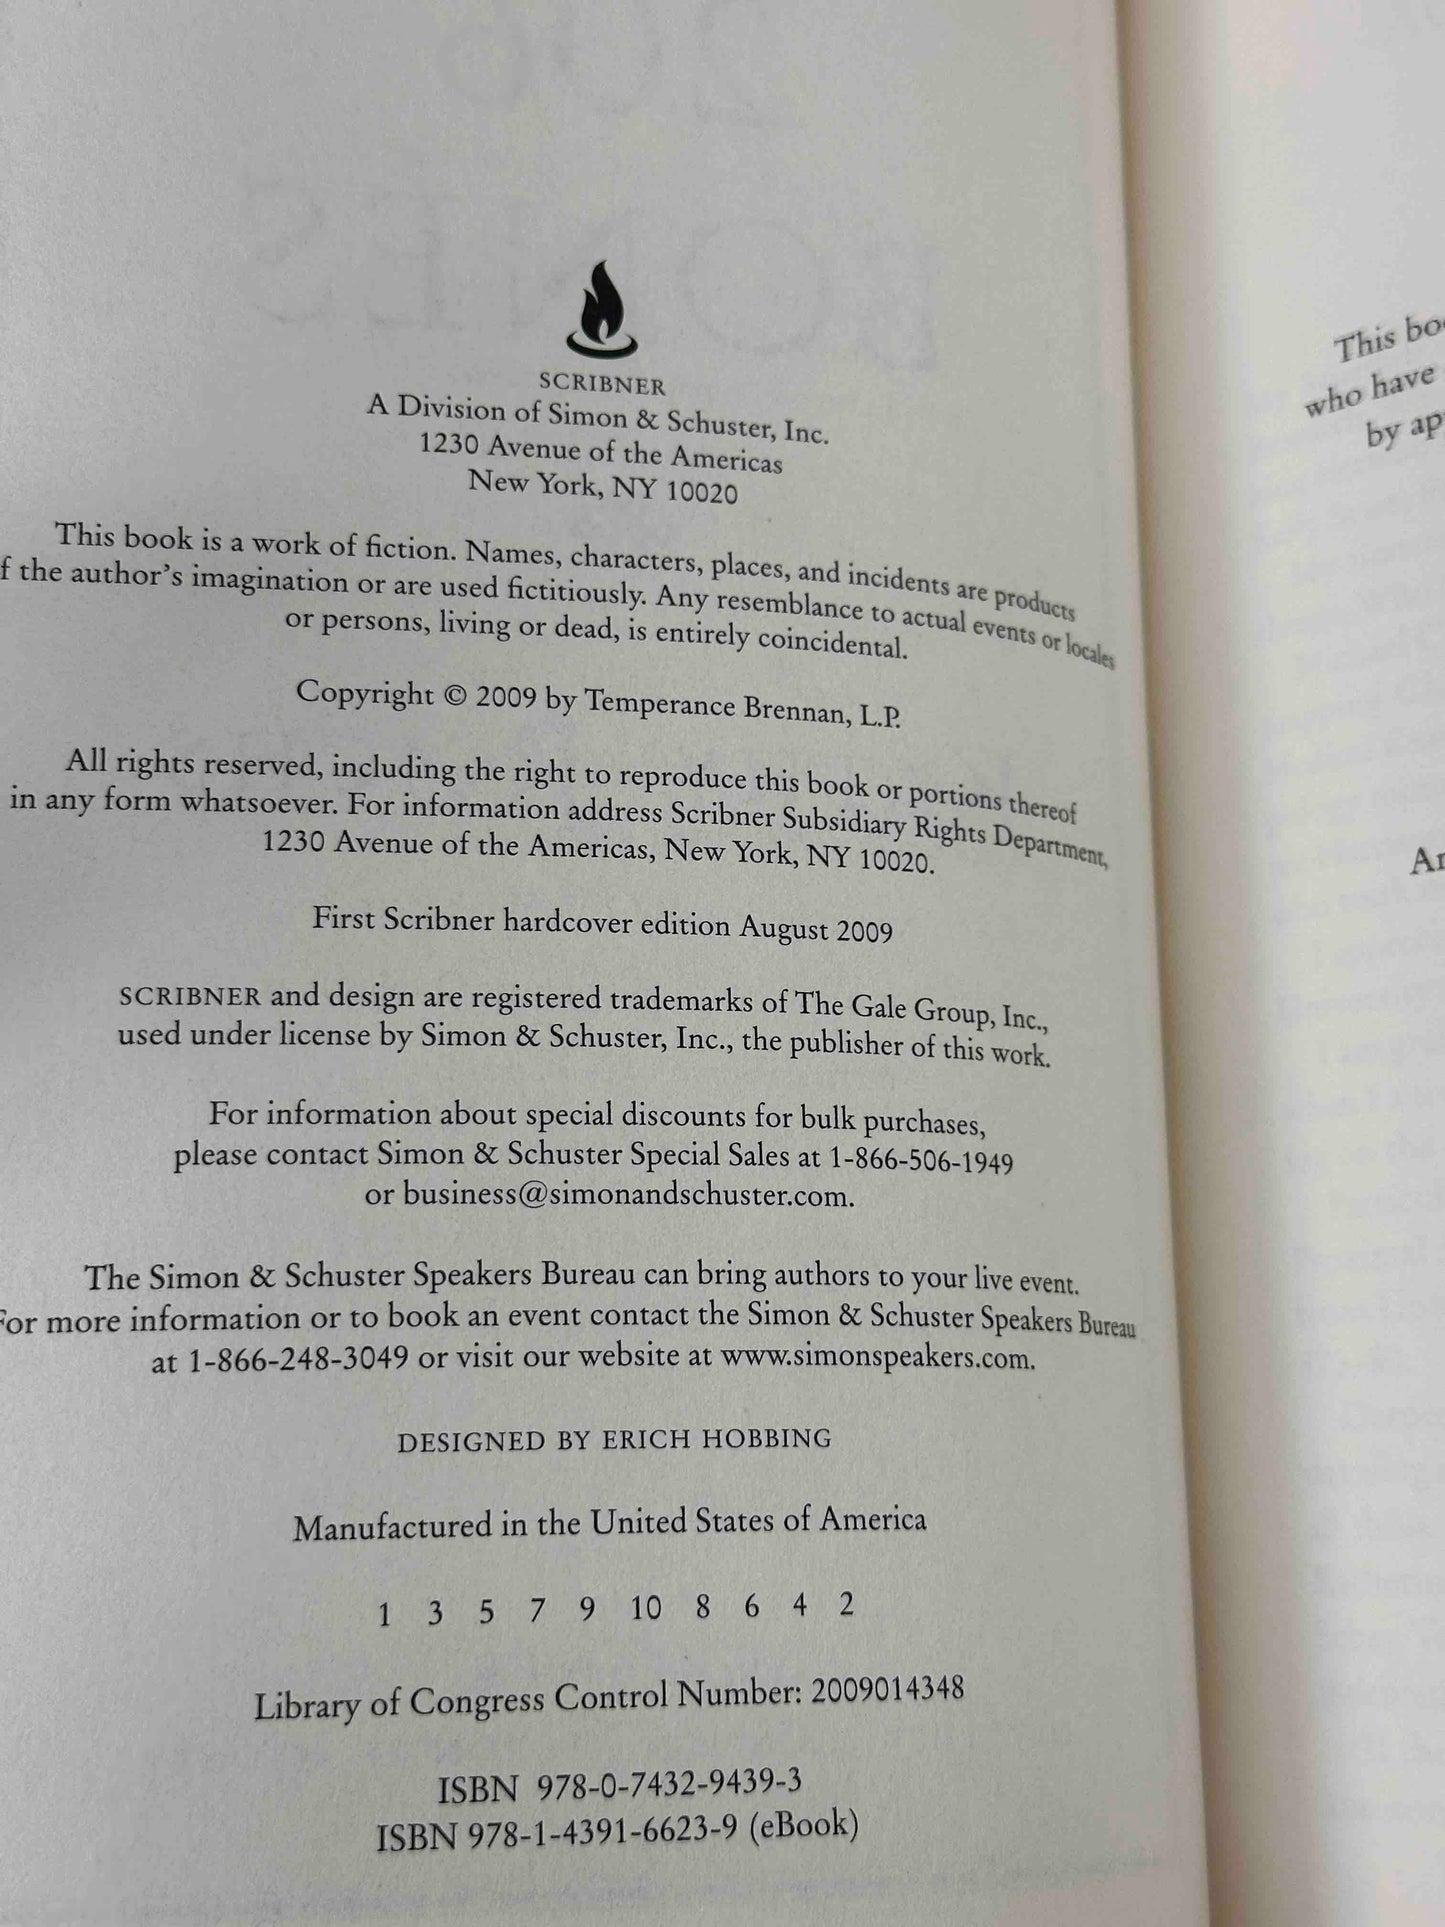 SCRIBNER
A Division of Simon & Schuster, Inc.
1230 Avenue of the Americas
New York, NY 10020
This book is a work of fiction. Names, characters, places, and incidents are products
f the author's imagination or are used fictitiously. Any resemblance to actual events or locales
or persons, living or dead, is entirely coincidental.
Copyright © 2009 by Temperance Brennan, L.P.
All rights reserved, including the right to reproduce this book or portions thereof
in any form whatsoever. For information address Scribner Subsidiary Rights Department,
1230 Avenue of the Americas, New York, NY 10020.
First Scribner hardcover edition August 2009
SCRIBNER and design are registered trademarks of The Gale Group, Inc.,
used under license by Simon & Schuster, Inc., the publisher of this work.
For information about special discounts for bulk purchases,
please contact Simon & Schuster Special Sales at 1-866-506-1949
or business@simonandschuster.com.
The Simon & Schuster Speakers Bureau can bring authors to your live event.
For more information or to book an event contact the Simon & Schuster Speakers Bureau
at 1-866-248-3049 or visit our website at www.simonspeakers.com.
DESIGNED BY ERICH HOBBING
Manufactured in the United States of America
1 3 5 7 9 10 8 6 4 2
Library of Congress Control Number: 2009014348
ISBN 978-0-7432-9439-3
ISBN 978-1-4391-6623-9 (eBook)
This boo
who have
by ap
Ar